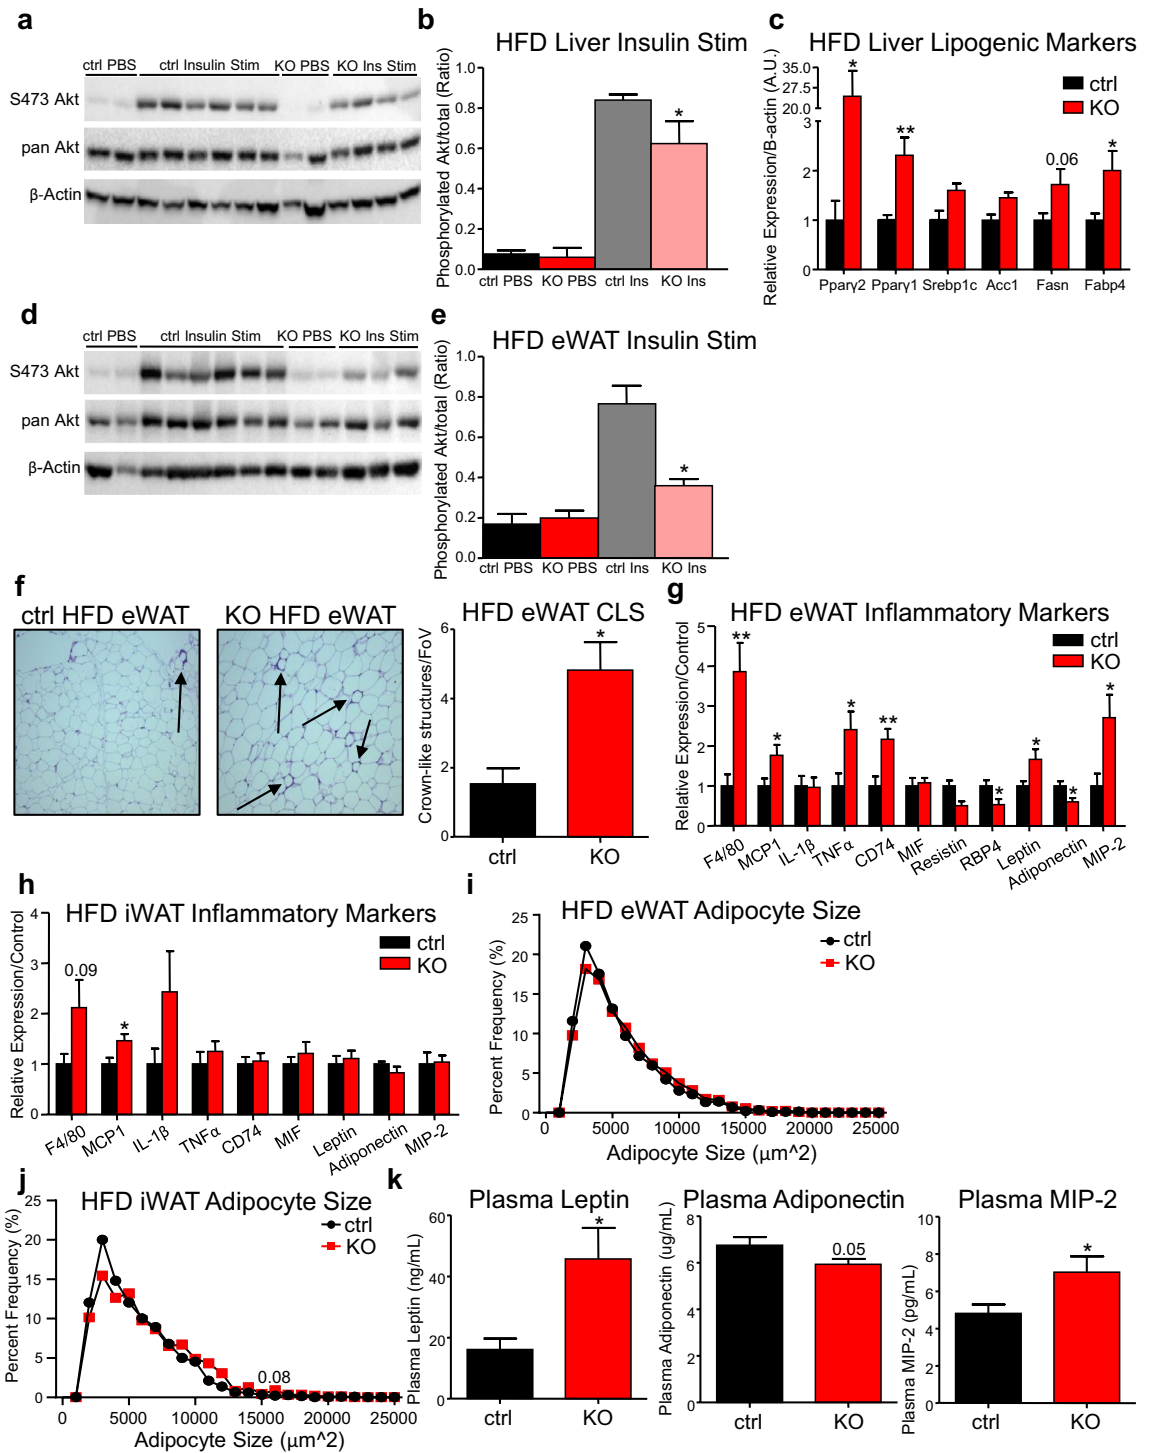 a
ctrl PBS ctrl Insulin Stim KO PBS KO Ins Stim
S473 Akt
pan Akt
β-Actin
b
HFD Liver Insulin Stim
Phosphorylated Akt/total (Ratio)
1.0
0.8
0.6
0.4
0.2
0.0
*
ctrl PBS KO PBS ctrl Ins KO Ins
c
HFD Liver Lipogenic Markers
Relative Expression/B-actin (A.U.)
35.0
27.5
20.0
3
2
1
0
ctrl
KO
*
**
0.06
*
Pparγ2 Pparγ1 Srebp1c Acc1 Fasn Fabp4
d
ctrl PBS ctrl Insulin Stim KO PBS KO Ins Stim
S473 Akt
pan Akt
β-Actin
e
HFD eWAT Insulin Stim
Phosphorylated Akt/total (Ratio)
1.0
0.8
0.6
0.4
0.2
0.0
*
ctrl PBS KO PBS ctrl Ins KO Ins
f
ctrl HFD eWAT
KO HFD eWAT
HFD eWAT CLS
Crown-like structures/FoV
6
4
2
0
*
ctrl KO
g
HFD eWAT Inflammatory Markers
Relative Expression/Control
5
4
3
2
1
0
ctrl
KO
**
*
*
**
*
*
*
*
F4/80 MCP1 IL-1β TNFα CD74 MIF Resistin RBP4 Leptin Adiponectin MIP-2
h
HFD iWAT Inflammatory Markers
Relative Expression/Control
4
3
2
1
0
ctrl
KO
0.09
*
F4/80 MCP1 IL-1β TNFα CD74 MIF Leptin Adiponectin MIP-2
i
HFD eWAT Adipocyte Size
Percent Frequency (%)
25
20
15
10
5
0
ctrl
KO
0 5000 10000 15000 20000 25000
Adipocyte Size (μm^2)
j
HFD iWAT Adipocyte Size
Percent Frequency (%)
25
20
15
10
5
0
ctrl
KO
0.08
0 5000 10000 15000 20000 25000
Adipocyte Size (μm^2)
k
Plasma Leptin
Plasma Leptin (ng/mL)
60
40
20
0
*
ctrl KO
Plasma Adiponectin
Plasma Adiponectin (ug/mL)
8
6
4
2
0
0.05
ctrl KO
Plasma MIP-2
Plasma MIP-2 (pg/mL)
10
8
6
4
2
0
*
ctrl KO